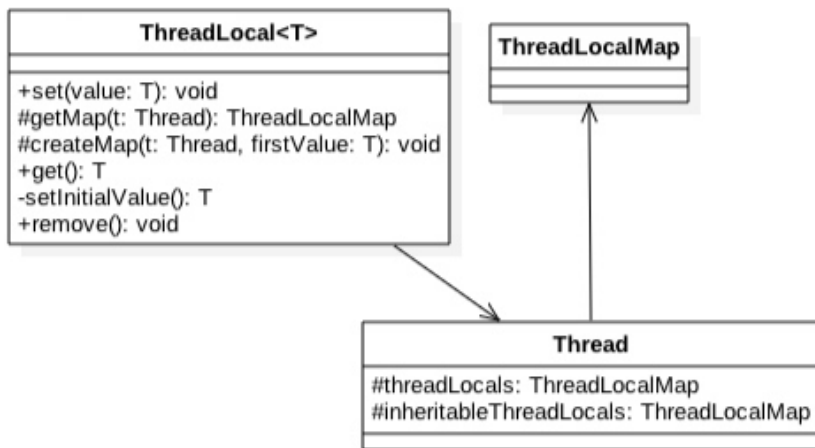 ThreadLocal<T>
+set(value: T): void
#getMap(t: Thread): ThreadLocalMap
#createMap(t: Thread, firstValue: T): void
+get(): T
-setInitialValue(): T
+remove(): void
ThreadLocalMap
Thread
#threadLocals: ThreadLocalMap
#inheritableThreadLocals: ThreadLocalMap